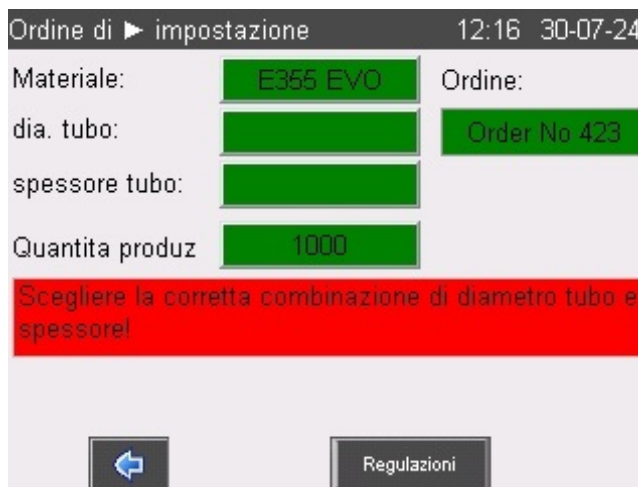 Ordine di ► impostazione 12:16 30-07-24
Materiale: E355 EVO Ordine:
dia. tubo: Order No 423
spessore tubo:
Quantita produz 1000
Scegliere la corretta combinazione di diametro tubo e
spessore!
Regulazioni